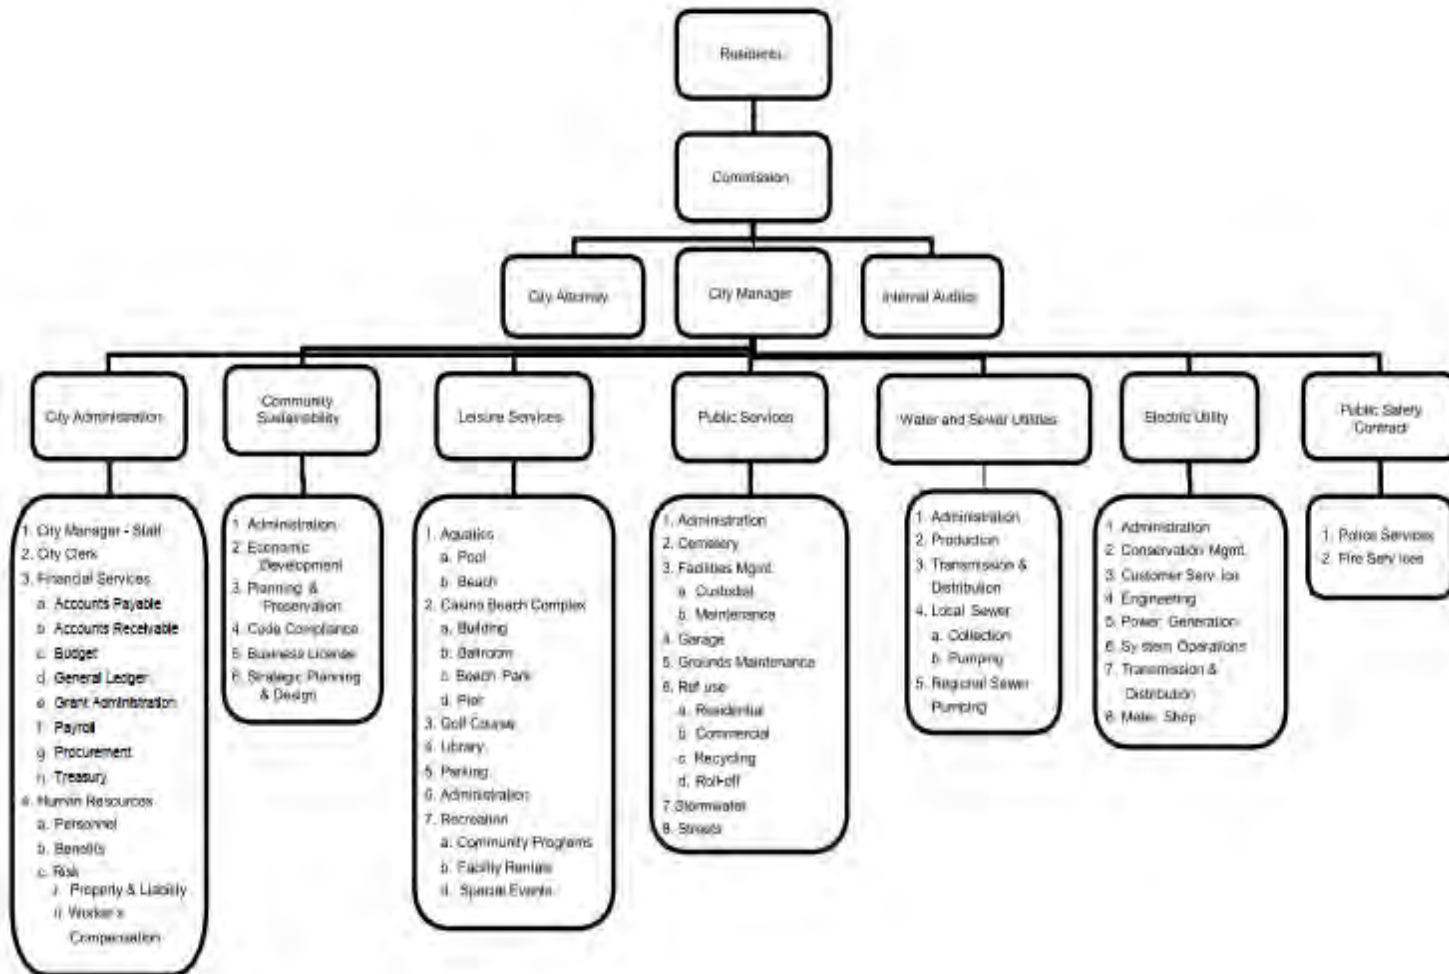 Residents
Commission
City Attorney
City Manager
Internal Auditor
City Administration
Community
Sustainability
Leisure Services
Public Services
Water and Sewer Utilities
Electric Utility
Public Safety
Contract
1. City Manager - Staff
2. City Clerk
3. Financial Services
a. Accounts Payable
b. Accounts Receivable
c. Budget
d. General Ledger
e. Grant Administration
f. Payroll
g. Procurement
h. Treasury
4. Human Resources
a. Personnel
b. Benefits
c. Risk
i. Property & Liability
ii. Worker's
Compensation
1. Administration
2. Economic
Development
3. Planning &
Preservation
4. Code Compliance
5. Business License
6. Strategic Planning
& Design
1. Aquatics
a. Pool
b. Beach
2. Casino Beach Complex
a. Building
b. Ballroom
c. Beach Park
d. Pier
3. Golf Course
4. Library
5. Parking
6. Administration
7. Recreation
a. Community Programs
b. Facility Rentals
Special Events
1. Administration
2. Cemetery
3. Facilities Mgmt.
a. Custodial
b. Maintenance
4. Garage
5. Grounds Maintenance
6. Refuse
a. Residential
b. Commercial
c. Recycling
d. Roll-off
7. Stormwater
8. Streets
1. Administration
2. Production
3. Transmission &
Distribution
4. Local Sewer
a. Collection
b. Pumping
5. Regional Sewer
Pumping
1. Administration
2. Conservation Mgmt.
3. Customer Service
4. Engineering
5. Power Generation
6. System Operations
7. Transmission &
Distribution
8. Meter Shop
1. Police Services
2. Fire Services